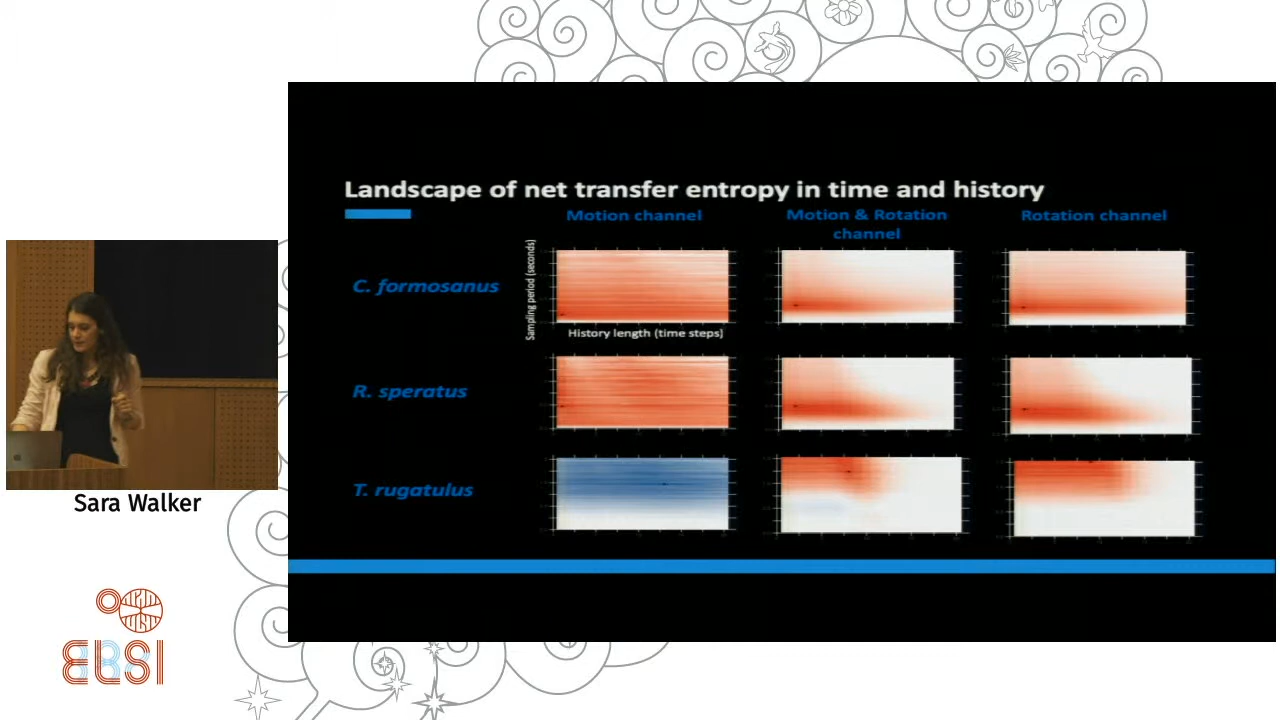 Landscape of net transfer entropy in time and history
Motion channel
Motion & Rotation
channel
Rotation channel
C. formosanus
Sampling period (seconds)
History length (time steps)
R. speratus
T. rugatulus
Sara Walker
ELSI